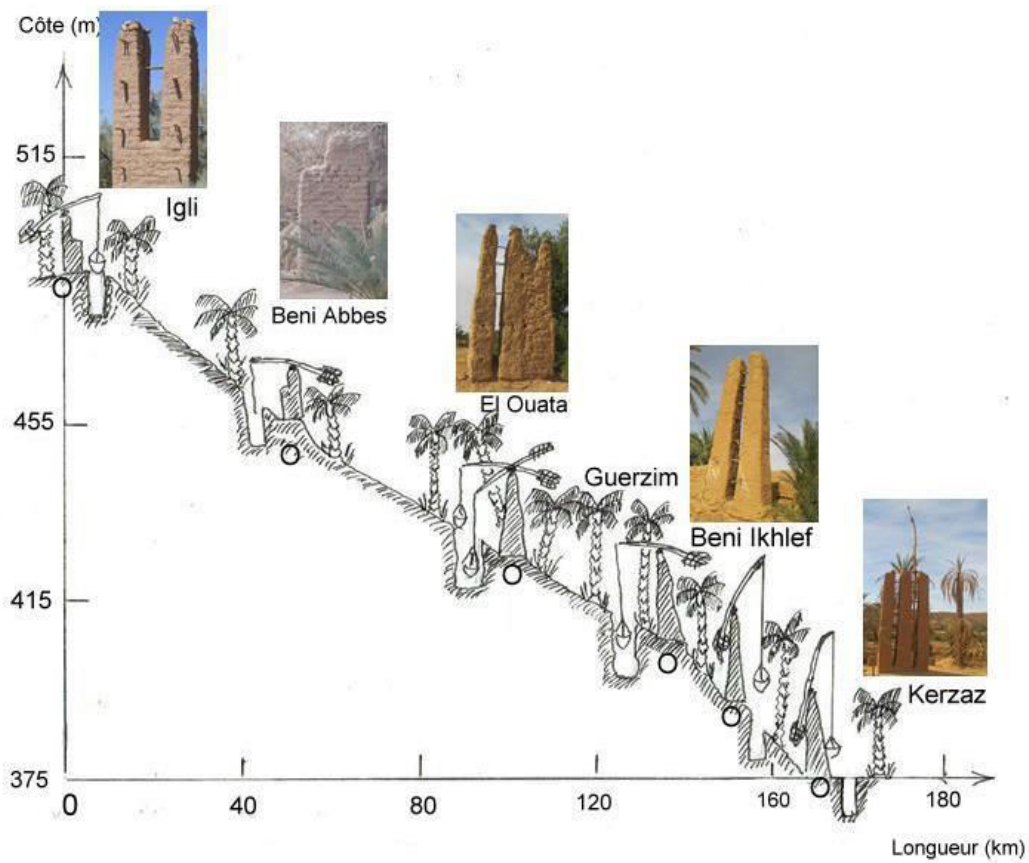 Côte (m)
515
Igli
Beni Abbes
455
El Ouata
Guerzim
Beni Ikhlef
415
Kerzaz
375
0
40
80
120
160
180
Longueur (km)